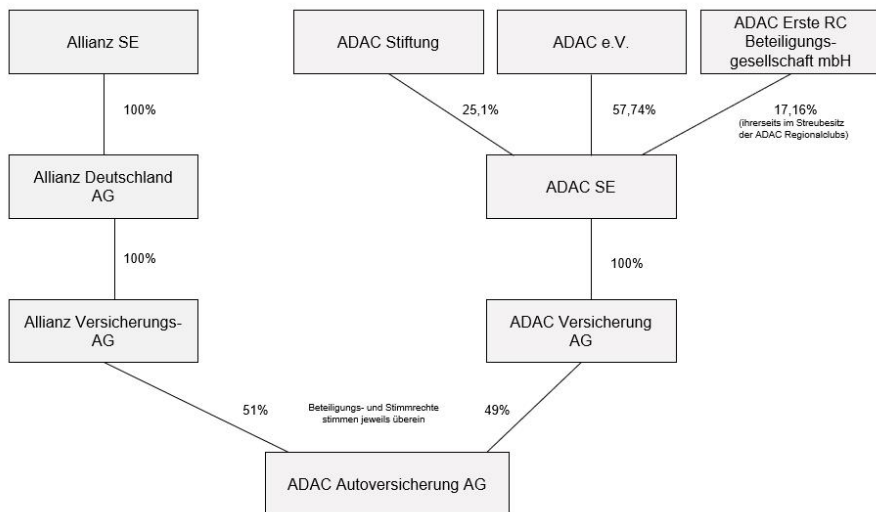 Allianz SE
ADAC Stiftung
ADAC e.V.
ADAC Erste RC
Beteiligungs-
gesellschaft mbH
100%
25,1%
57,74%
17,16%
(ihrerseits im Streubesitz
der ADAC Regionalclubs)
Allianz Deutschland
AG
ADAC SE
100%
100%
Allianz Versicherungs-
AG
ADAC Versicherung
AG
51%
Beteiligungs- und Stimmrechte
stimmen jeweils überein
49%
ADAC Autoversicherung AG